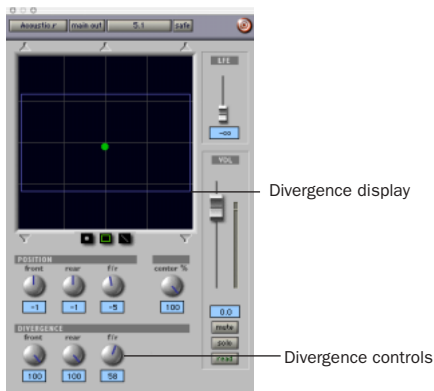 Acoustic.r main out 5.1 safe
LFE
-∞
VOL
Divergence display
POSITION
front rear f/r center %
-1 -1 -5 100
0.0
DIVERGENCE mute
front rear f/r solo
read
Divergence controls
100 100 58